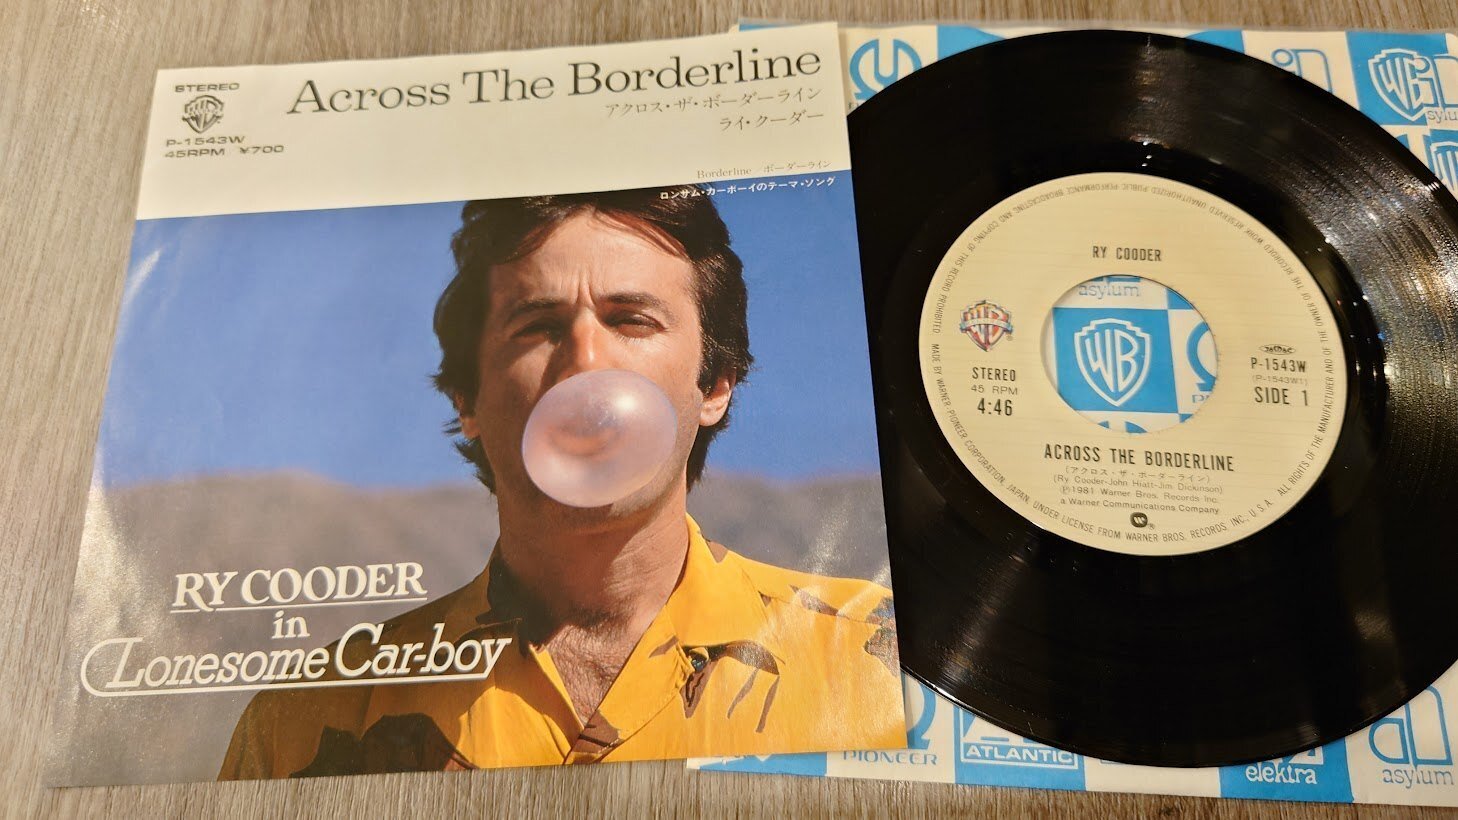 STEREO
P-1543W
45RPM ¥700
Across The Borderline
アクロス・ザ・ボーダーライン
ライ・クーダー
Borderline / ボーダーライン
ロンサム・カーボーイのテーマ・ソング
RY COODER
in
Lonesome Car-boy
RY COODER
STEREO
45 RPM
4:46
P-1543W
(P-1543W1)
SIDE 1
ACROSS THE BORDERLINE
(アクロス・ザ・ボーダーライン)
(Ry Cooder-John Hiatt-Jim Dickinson)
Ⓟ1981 Warner Bros. Records Inc.
a Warner Communications Company
MADE BY WARNER-PIONEER CORPORATION, JAPAN, UNDER LICENSE FROM WARNER BROS. RECORDS INC., U.S.A. ALL RIGHTS OF THE MANUFACTURER AND OF THE OWNER OF THE RECORDED WORK RESERVED UNAUTHORIZED PUBLIC PERFORMANCE BROADCASTING AND COPYING OF THIS RECORD PROHIBITED
asylum
WB
PIONEER
ATLANTIC
elektra
asylum